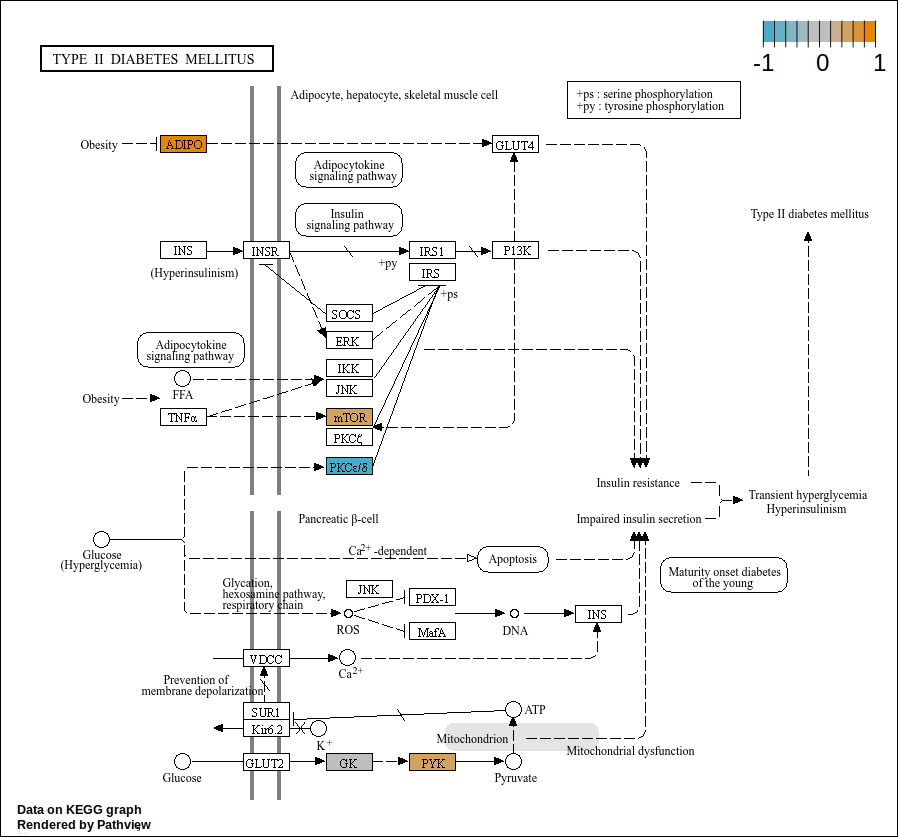 -1 0 1
TYPE II DIABETES MELLITUS
Adipocyte, hepatocyte, skeletal muscle cell
+ps : serine phosphorylation
+py : tyrosine phosphorylation
Obesity
ADIPO
GLUT4
Adipocytokine
signaling pathway
Insulin
signaling pathway
Type II diabetes mellitus
INS
INSR
IRS1
P13K
(Hyperinsulinism)
+py
IRS
+ps
SOCS
ERK
Adipocytokine
signaling pathway
IKK
FFA
JNK
Obesity
TNFα
mTOR
PKCζ
PKCε/δ
Insulin resistance
Transient hyperglycemia
Hyperinsulinism
Pancreatic β-cell
Impaired insulin secretion
Glucose
(Hyperglycemia)
Ca2+ -dependent
Apoptosis
Maturity onset diabetes
of the young
Glycation,
hexosamine pathway,
respiratory chain
JNK
PDX-1
ROS
MafA
DNA
INS
VDCC
Ca2+
Prevention of
membrane depolarization
SUR1
ATP
Kir6.2
K+
Mitochondrion
Mitochondrial dysfunction
GLUT2
GK
PYK
Glucose
Pyruvate
Data on KEGG graph
Rendered by Pathview